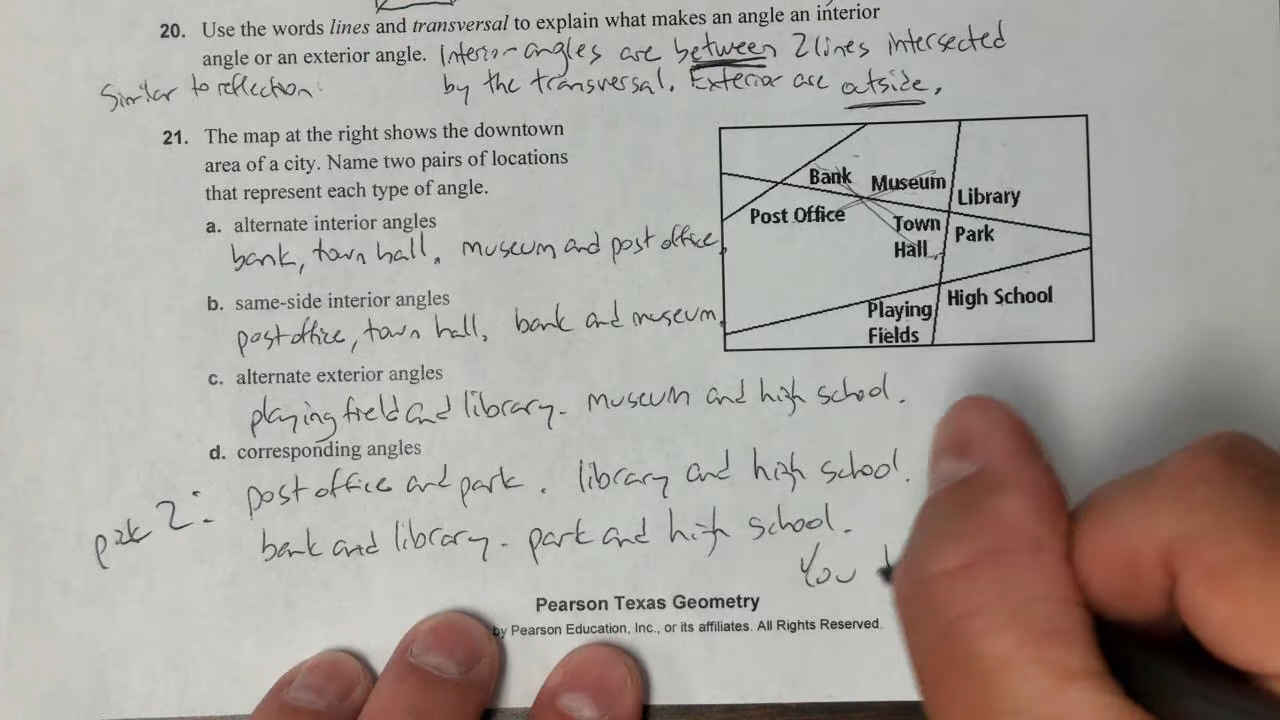 20. Use the words lines and transversal to explain what makes an angle an interior
angle or an exterior angle. Interior angles are between 2 lines intersected
Similar to reflection: by the transversal. Exterior are outside.
21. The map at the right shows the downtown
area of a city. Name two pairs of locations
that represent each type of angle.
a. alternate interior angles
bank, town hall. museum and post office.
b. same-side interior angles
post office, town hall. bank and museum.
c. alternate exterior angles
playing field and library. museum and high school.
d. corresponding angles
pick 2: post office and park. library and high school.
bank and library. park and high school.
You
Bank
Museum
Library
Post Office
Town
Hall
Park
Playing
Fields
High School
Pearson Texas Geometry
by Pearson Education, Inc., or its affiliates. All Rights Reserved.